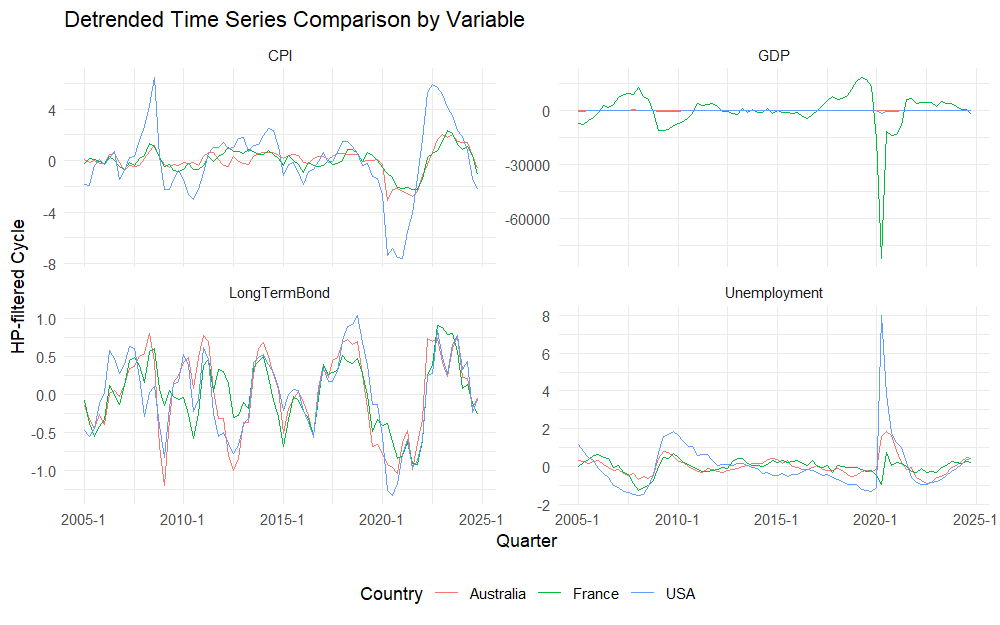 Detrended Time Series Comparison by Variable
CPI
GDP
4
0
-4
-8
0
-30000
-60000
HP-filtered Cycle
LongTermBond
Unemployment
1.0
0.5
0.0
-0.5
-1.0
8
6
4
2
0
-2
2005-1 2010-1 2015-1 2020-1 2025-1
2005-1 2010-1 2015-1 2020-1 2025-1
Quarter
Country Australia France USA